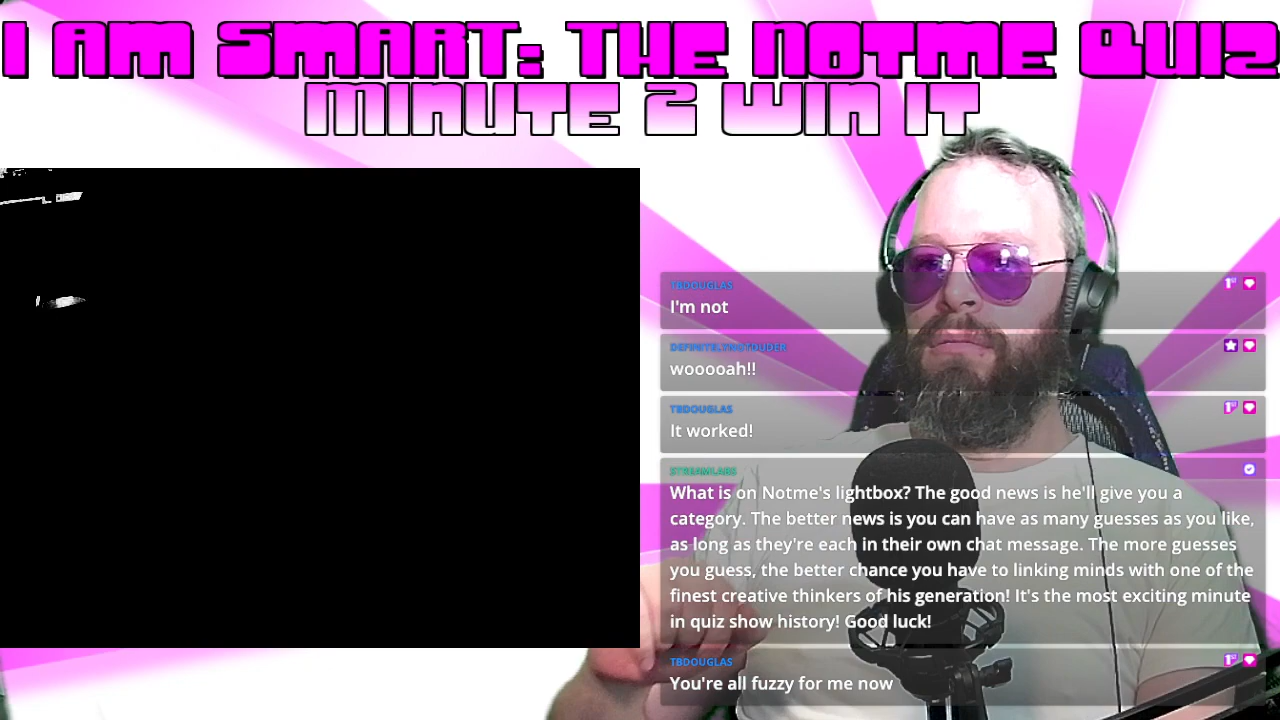 I AM SMART: THE NOTME QUIZ
MINUTE 2 WIN IT
TBDOUGLAS
I'm not
DEFINITELYNOTDUDER
wooooah!!
TBDOUGLAS
It worked!
STREAMLABS
What is on Notme's lightbox? The good news is he'll give you a
category. The better news is you can have as many guesses as you like,
as long as they're each in their own chat message. The more guesses
you guess, the better chance you have to linking minds with one of the
finest creative thinkers of his generation! It's the most exciting minute
in quiz show history! Good luck!
TBDOUGLAS
You're all fuzzy for me now